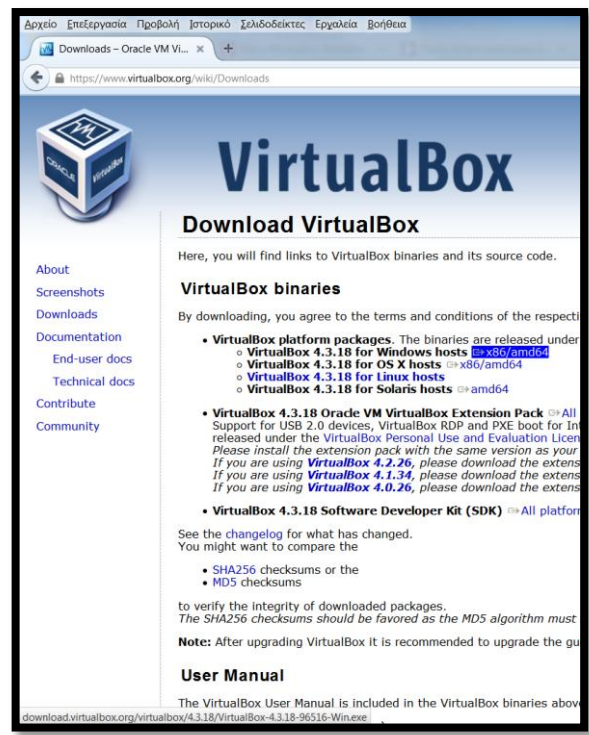 Αρχείο Επεξεργασία Προβολή Ιστορικό Σελιδοδείκτες Εργαλεία Βοήθεια
Downloads – Oracle VM Vi... × +
https://www.virtualbox.org/wiki/Downloads
ORACLE VM VirtualBox
VirtualBox
Download VirtualBox
Here, you will find links to VirtualBox binaries and its source code.
About
Screenshots
Downloads
Documentation
End-user docs
Technical docs
Contribute
Community
VirtualBox binaries
By downloading, you agree to the terms and conditions of the respecti
• VirtualBox platform packages. The binaries are released under
○ VirtualBox 4.3.18 for Windows hosts x86/amd64
○ VirtualBox 4.3.18 for OS X hosts x86/amd64
○ VirtualBox 4.3.18 for Linux hosts
○ VirtualBox 4.3.18 for Solaris hosts amd64
• VirtualBox 4.3.18 Oracle VM VirtualBox Extension Pack All
Support for USB 2.0 devices, VirtualBox RDP and PXE boot for Int
released under the VirtualBox Personal Use and Evaluation Licen
Please install the extension pack with the same version as your
If you are using VirtualBox 4.2.26, please download the extens
If you are using VirtualBox 4.1.34, please download the extens
If you are using VirtualBox 4.0.26, please download the extens
• VirtualBox 4.3.18 Software Developer Kit (SDK) All platfor
See the changelog for what has changed.
You might want to compare the
• SHA256 checksums or the
• MD5 checksums
to verify the integrity of downloaded packages.
The SHA256 checksums should be favored as the MD5 algorithm must
Note: After upgrading VirtualBox it is recommended to upgrade the gu
User Manual
The VirtualBox User Manual is included in the VirtualBox binaries abov
download.virtualbox.org/virtualbox/4.3.18/VirtualBox-4.3.18-96516-Win.exe